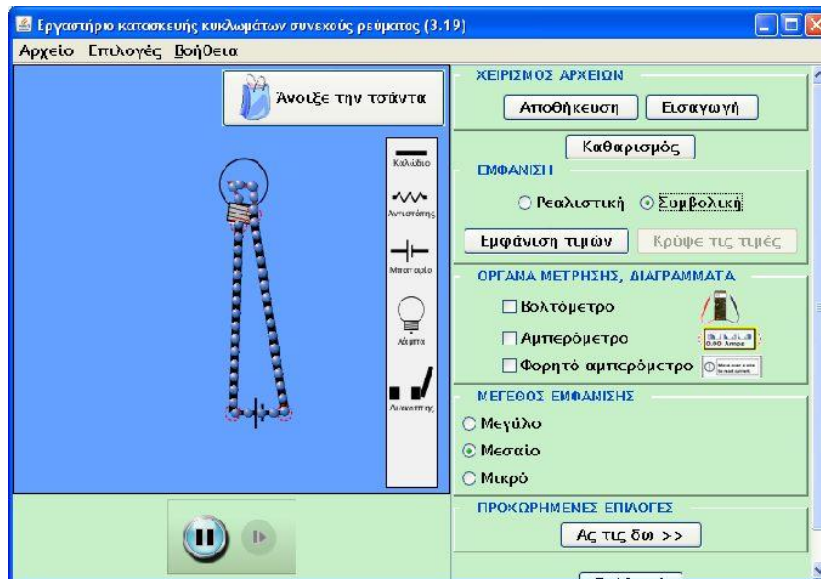 Εργαστήριο κατασκευής κυκλωμάτων συνεχούς ρεύματος (3.19)
Αρχείο Επιλογές Βοήθεια
Άνοιξε την τσάντα
Καλώδιο
Αντιστάτης
Μπαταρία
Λάμπα
Διακόπτης
ΧΕΙΡΙΣΜΟΣ ΑΡΧΕΙΩΝ
Αποθήκευση Εισαγωγή
Καθαρισμός
ΕΜΦΑΝΙΣΗ
Ρεαλιστική Συμβολική
Εμφάνιση τιμών Κρύψε τις τιμές
ΟΡΓΑΝΑ ΜΕΤΡΗΣΗΣ, ΔΙΑΓΡΑΜΜΑΤΑ
Βολτόμετρο
Αμπερόμετρο
Φορητό αμπερόμετρο
ΜΕΓΕΘΟΣ ΕΜΦΑΝΙΣΗΣ
Μεγάλο
Μεσαίο
Μικρό
ΠΡΟΧΩΡΗΜΕΝΕΣ ΕΠΙΛΟΓΕΣ
Ας τις δω >>